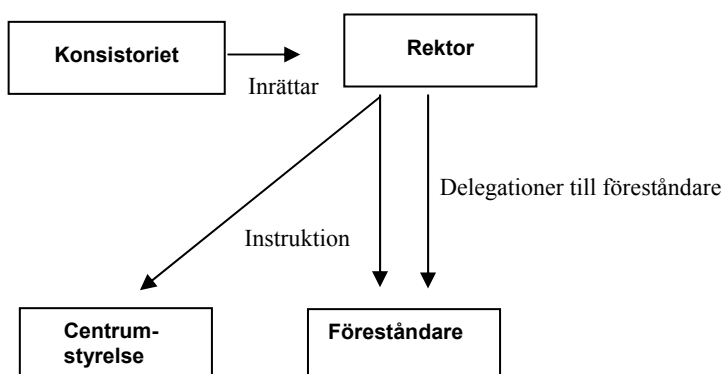 Konsistoriet
Rektor
Inrättar
Delegationer till föreståndare
Instruktion
Centrum-
styrelse
Föreståndare